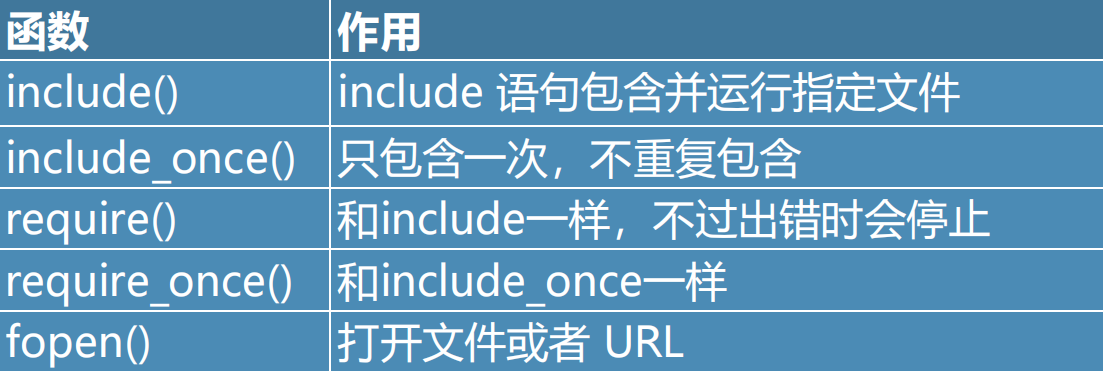 函数 作用
include() include 语句包含并运行指定文件
include_once() 只包含一次，不重复包含
require() 和include一样，不过出错时会停止
require_once() 和include_once一样
fopen() 打开文件或者 URL